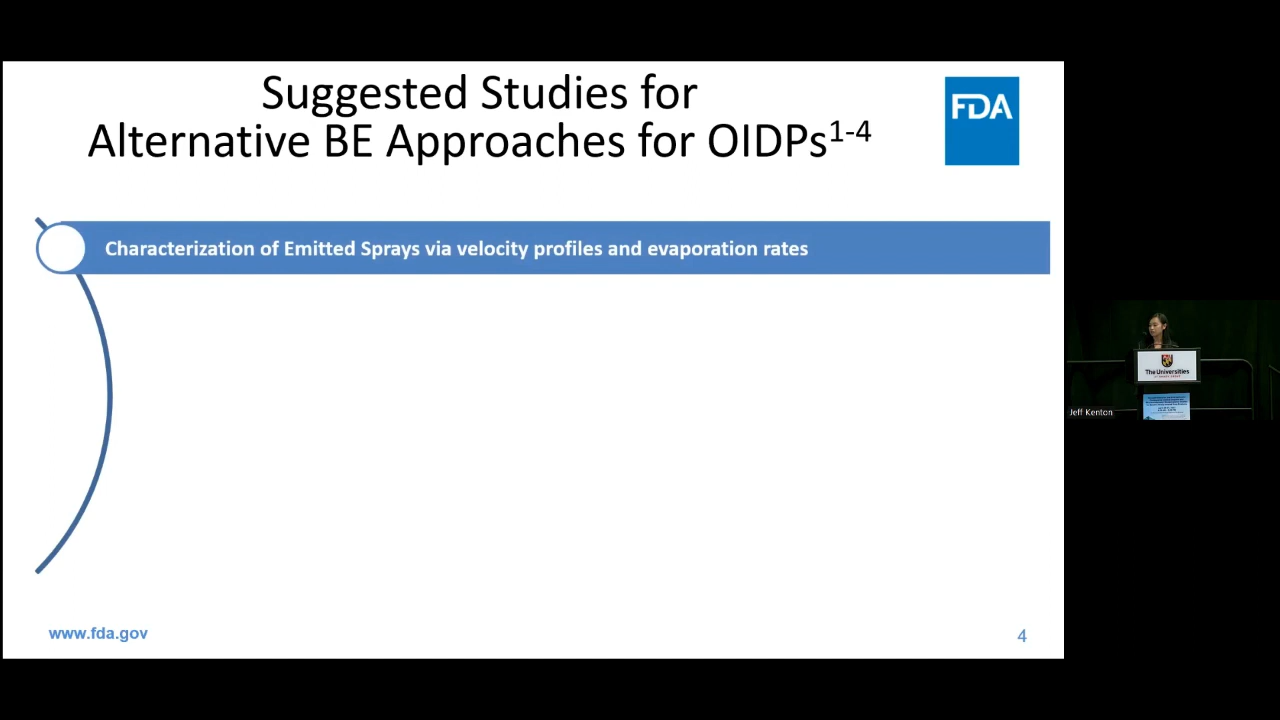 Suggested Studies for
Alternative BE Approaches for OIDPs1-4
FDA
Characterization of Emitted Sprays via velocity profiles and evaporation rates
www.fda.gov
4
The Universities
Jeff Kenton